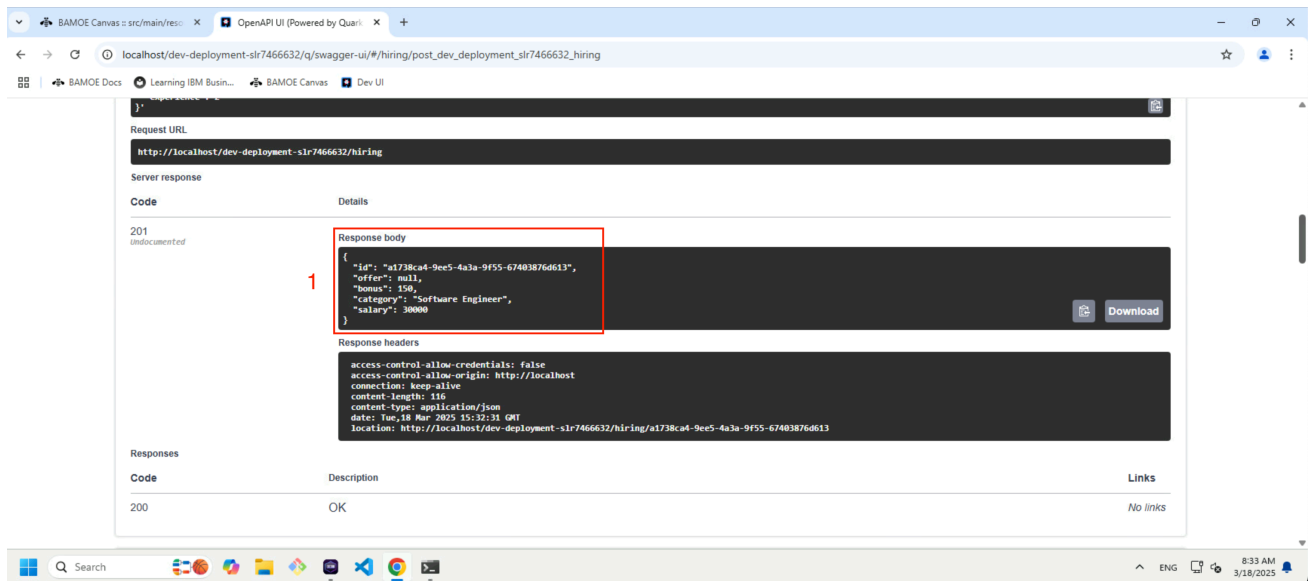 BAMOE Canvas :: src/main/reso
OpenAPI UI (Powered by Quark
localhost/dev-deployment-slr7466632/q/swagger-ui/#/hiring/post_dev_deployment_slr7466632_hiring
BAMOE Docs
Learning IBM Busin...
BAMOE Canvas
Dev UI
}'
Request URL
http://localhost/dev-deployment-slr7466632/hiring
Server response
Code
Details
201
Undocumented
1
Response body
{
"id": "a1738ca4-9ee5-4a3a-9f55-67403876d613",
"offer": null,
"bonus": 150,
"category": "Software Engineer",
"salary": 30000
}
Download
Response headers
access-control-allow-credentials: false
access-control-allow-origin: http://localhost
connection: keep-alive
content-length: 116
content-type: application/json
date: Tue,18 Mar 2025 15:32:31 GMT
location: http://localhost/dev-deployment-slr7466632/hiring/a1738ca4-9ee5-4a3a-9f55-67403876d613
Responses
Code
Description
Links
200
OK
No links
Search
ENG
8:33 AM
3/18/2025